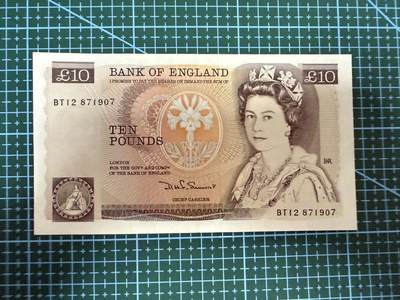 £10
BANK OF ENGLAND
£10
I PROMISE TO PAY THE BEARER ON DEMAND THE SUM OF
BT12 871907
TEN
POUNDS
LONDON
FOR THE GOVR AND COMPA
OF THE BANK OF ENGLAND
CHIEF CASHIER
BT12 871907